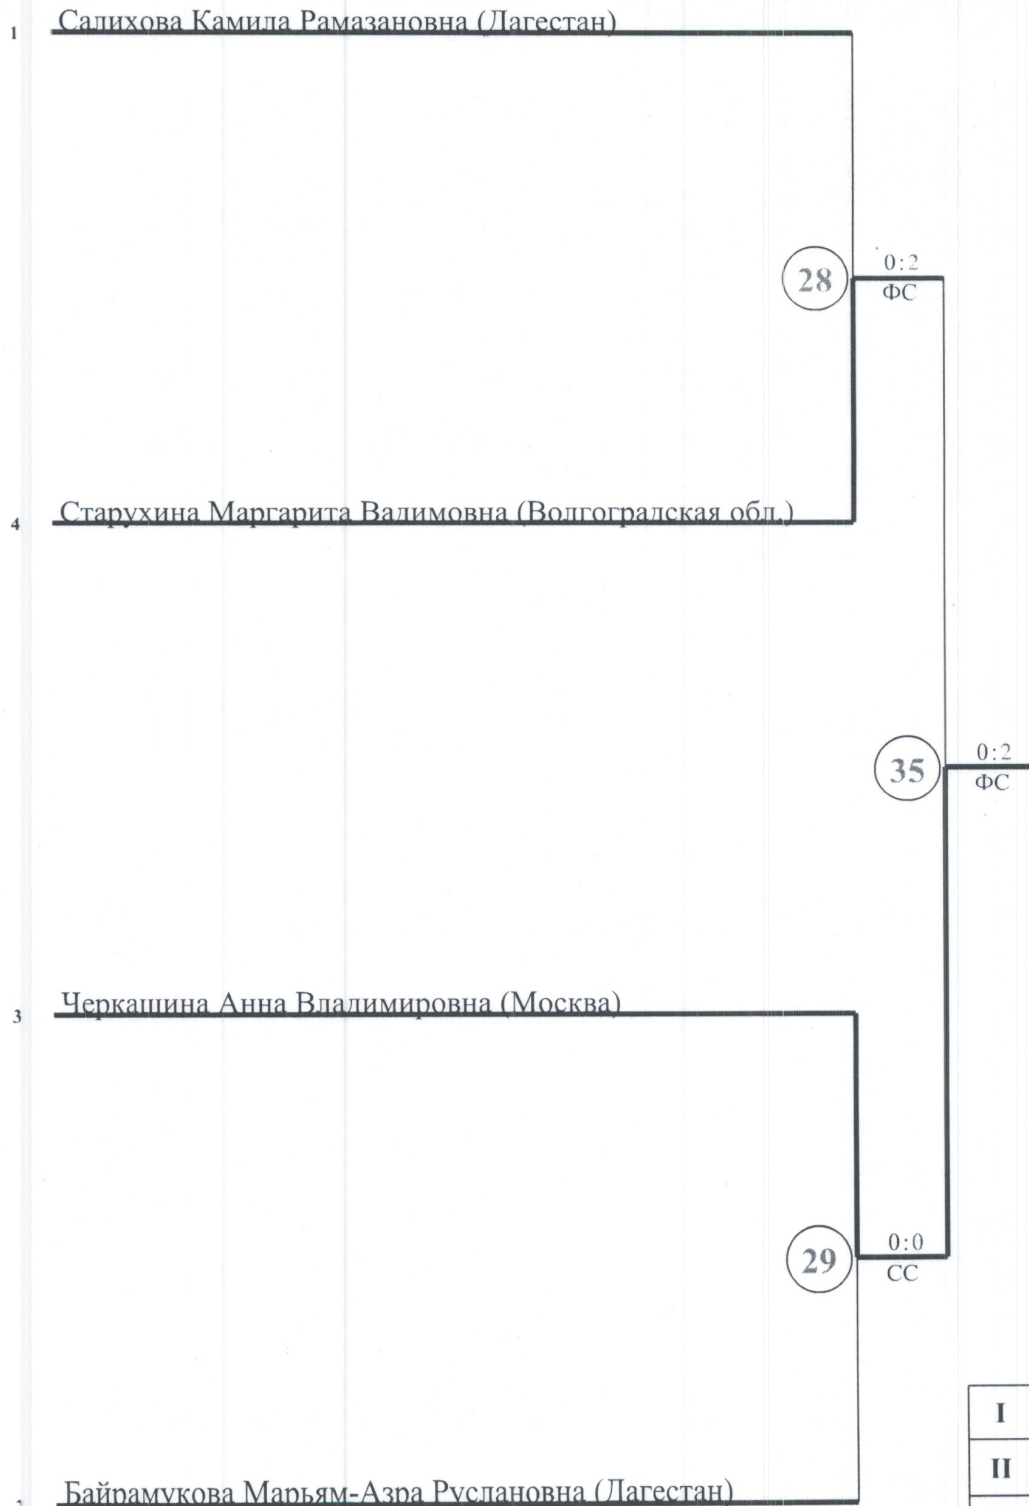 1 Салихова Камила Рамазановна (Дагестан)
28 0:2
ФС
4 Старухина Маргарита Вадимовна (Волгоградская обл.)
35 0:2
ФС
3 Черкашина Анна Владимировна (Москва)
29 0:0
СС
I
II
Байрамукова Марьям-Азра Руслановна (Дагестан)